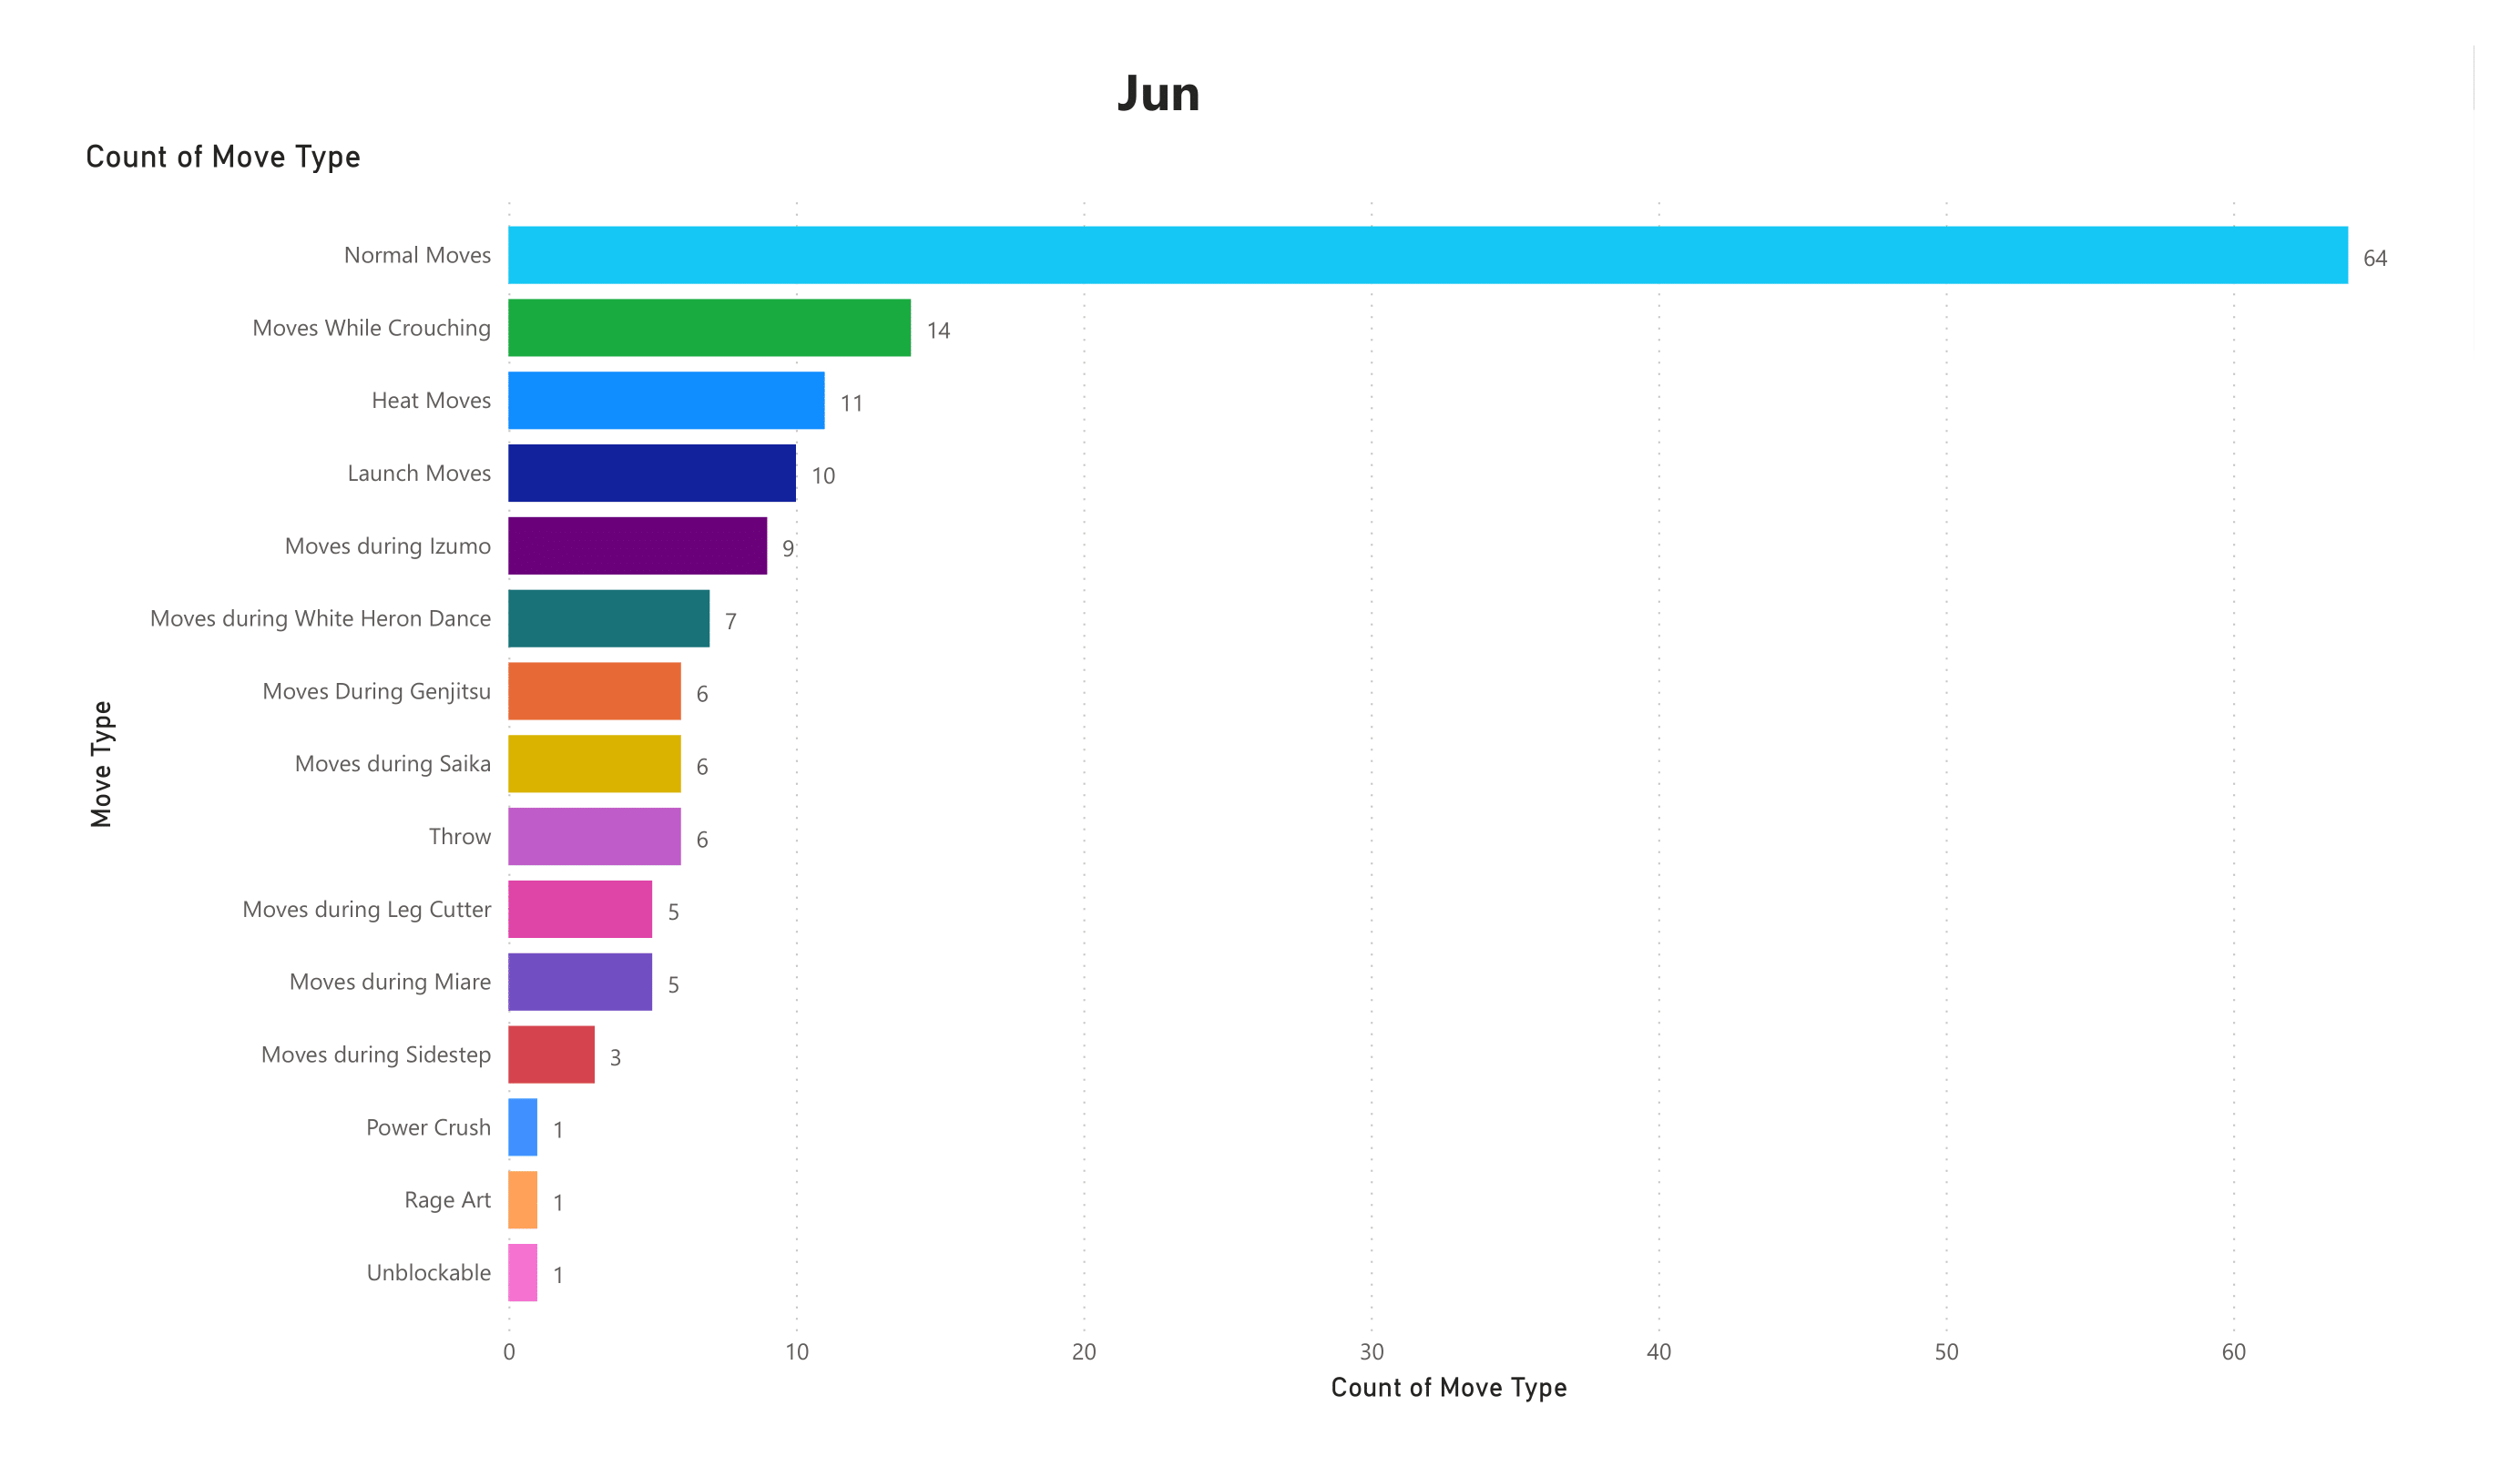 Jun
Count of Move Type
Move Type
Normal Moves 64
Moves While Crouching 14
Heat Moves 11
Launch Moves 10
Moves during Izumo 9
Moves during White Heron Dance 7
Moves During Genjitsu 6
Moves during Saika 6
Throw 6
Moves during Leg Cutter 5
Moves during Miare 5
Moves during Sidestep 3
Power Crush 1
Rage Art 1
Unblockable 1
0 10 20 30 40 50 60
Count of Move Type